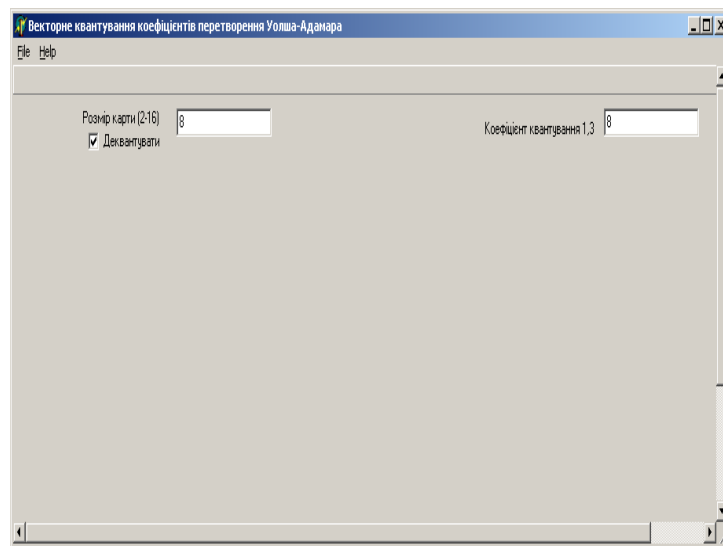 Векторне квантування коефіцієнтів перетворення Уолша-Адамара
File Help
Розмір карти (2-16) 8 Коефіцієнт квантування 1,3 8
Деквантувати